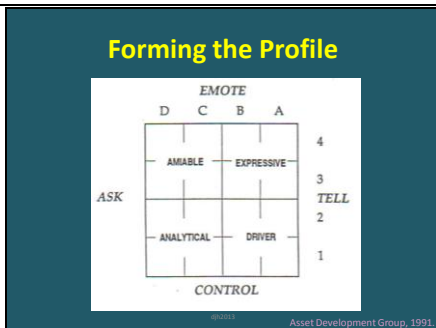 Forming the Profile
EMOTE
D C B A
4
AMIABLE EXPRESSIVE
3
ASK TELL
2
ANALYTICAL DRIVER
1
CONTROL
djh2013
Asset Development Group, 1991.